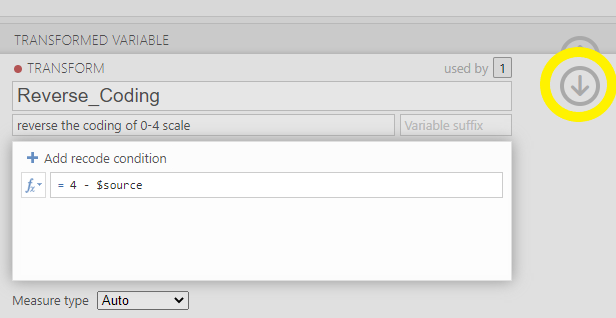 TRANSFORMED VARIABLE
TRANSFORM used by 1
Reverse_Coding
reverse the coding of 0-4 scale Variable suffix
Add recode condition
fx = 4 - $source
Measure type Auto